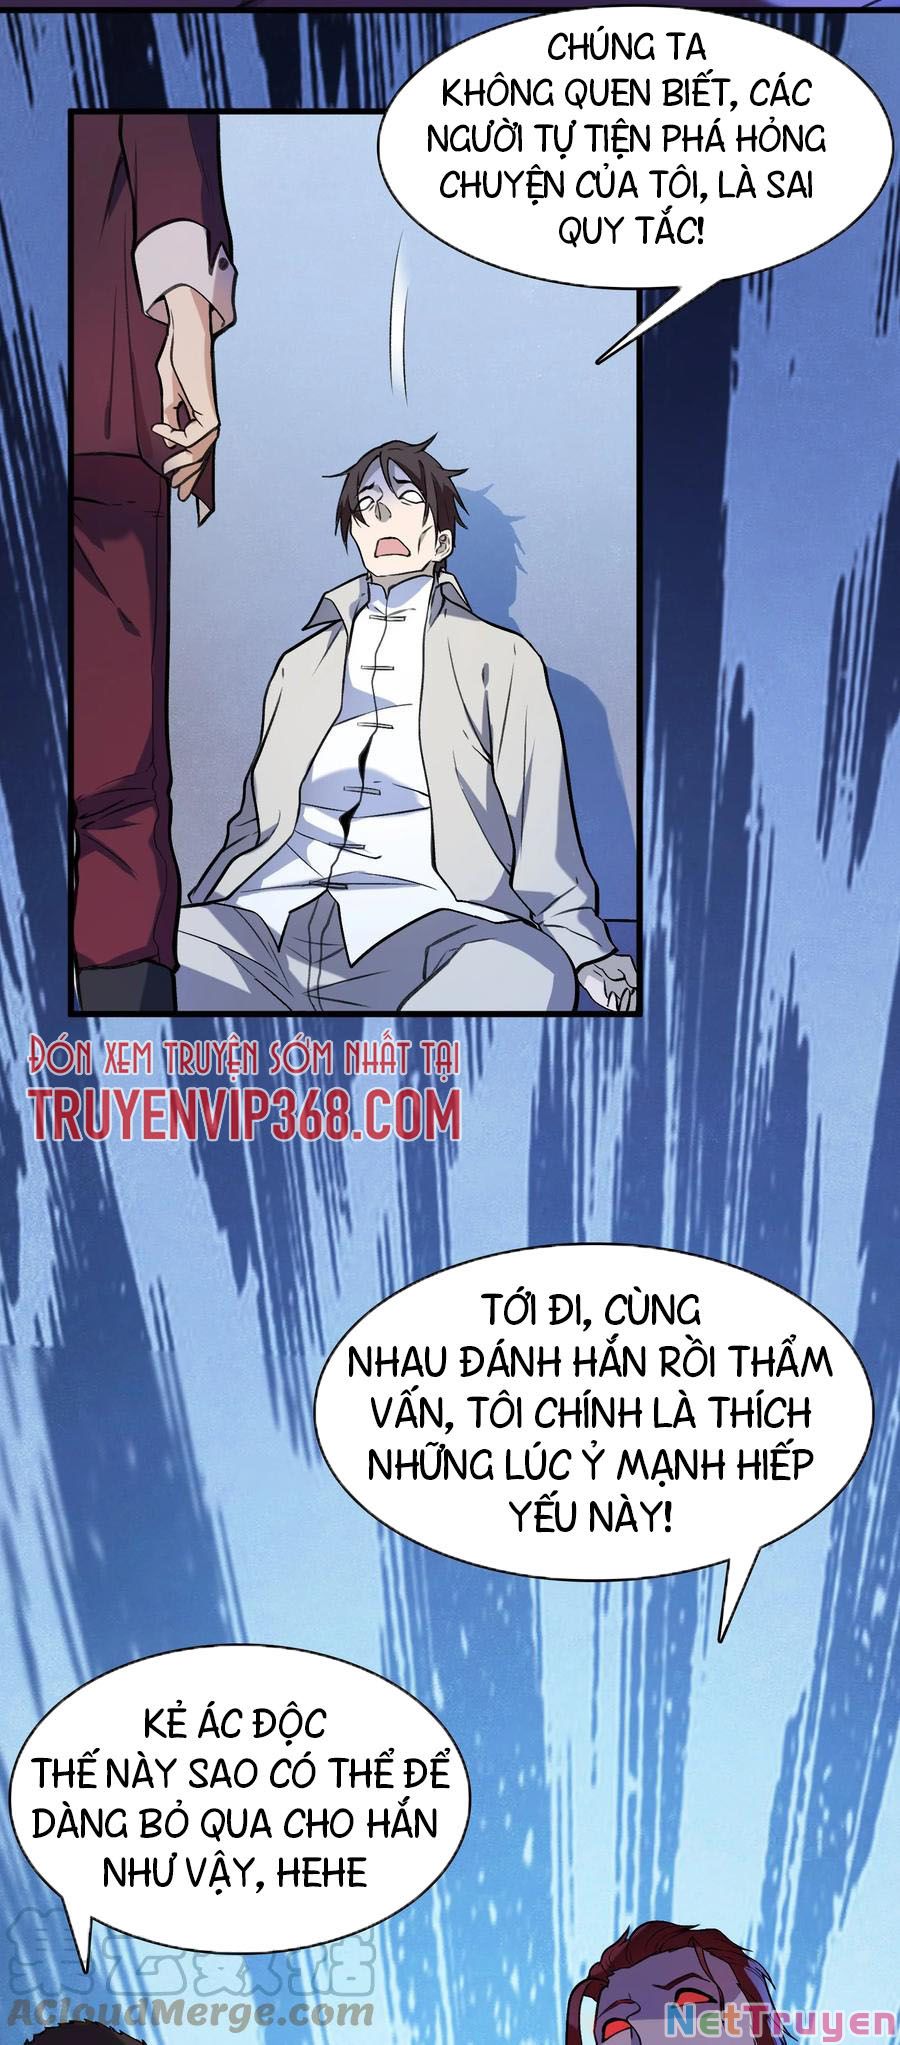 CHÚNG TA
KHÔNG QUEN BIẾT, CÁC
NGƯỜI TỰ TIỆN PHÁ HỎNG
CHUYỆN CỦA TÔI, LÀ SAI
QUY TẮC!
ĐÓN XEM TRUYỆN SỚM NHẤT TẠI
TRUYENVIP368.COM
TỚI ĐI, CÙNG
NHAU ĐÁNH HẮN RỒI THẨM
VẤN, TÔI CHÍNH LÀ THÍCH
NHỮNG LÚC Ỷ MẠNH HIẾP
YẾU NÀY!
KẺ ÁC ĐỘC
THẾ NÀY SAO CÓ THỂ ĐỂ
DÀNG BỎ QUA CHO HẮN
NHƯ VẬY, HEHE
ACloudMerge.com
NetTruyen